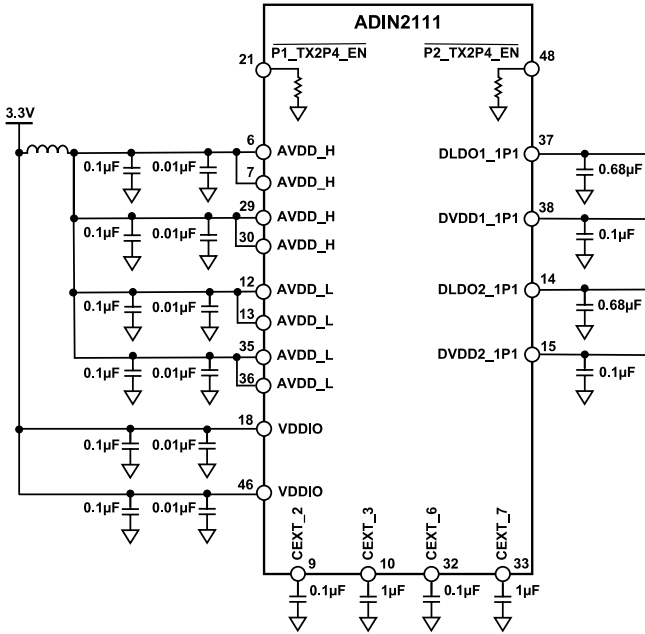 ADIN2111
21
P1_TX2P4_EN
P2_TX2P4_EN
48
3.3V
6
AVDD_H
0.1µF
0.01µF
7
AVDD_H
29
AVDD_H
0.1µF
0.01µF
30
AVDD_H
12
AVDD_L
0.1µF
0.01µF
13
AVDD_L
35
AVDD_L
0.1µF
0.01µF
36
AVDD_L
18
VDDIO
0.1µF
0.01µF
46
VDDIO
0.1µF
0.01µF
DLDO1_1P1
37
0.68µF
DVDD1_1P1
38
0.1µF
DLDO2_1P1
14
0.68µF
DVDD2_1P1
15
0.1µF
CEXT_2
CEXT_3
CEXT_6
CEXT_7
9
10
32
33
0.1µF
1µF
0.1µF
1µF